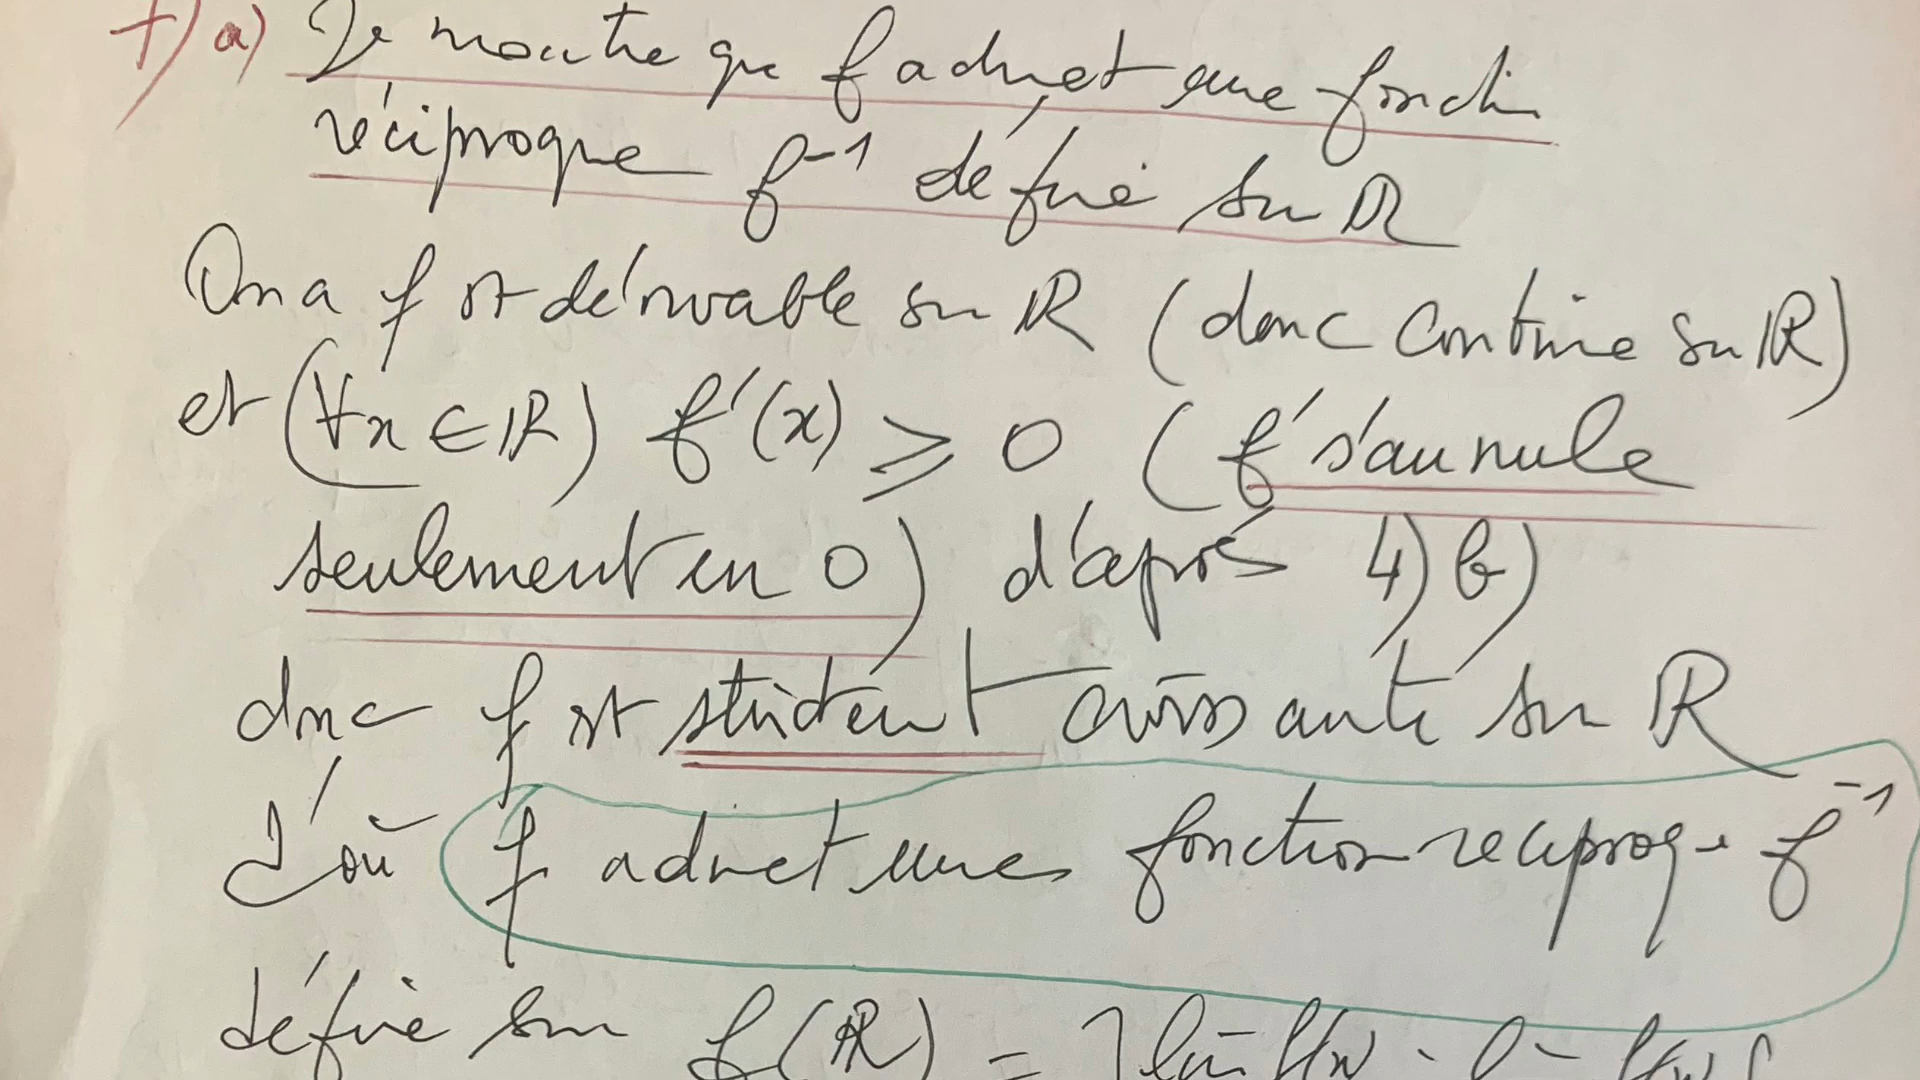 7) a) Je montre que f admet une fonction
réciproque f⁻¹ définie sur ℝ
On a f est dérivable sur ℝ (donc continue sur ℝ)
et (∀x ∈ ℝ) f'(x) ⩾ 0 (f' s'annule
seulement en 0) d'après 4) b)
donc f est strictement croissante sur ℝ
d'où f admet une fonction réciproque f⁻¹
définie sur f(ℝ) = ]lim f(x)